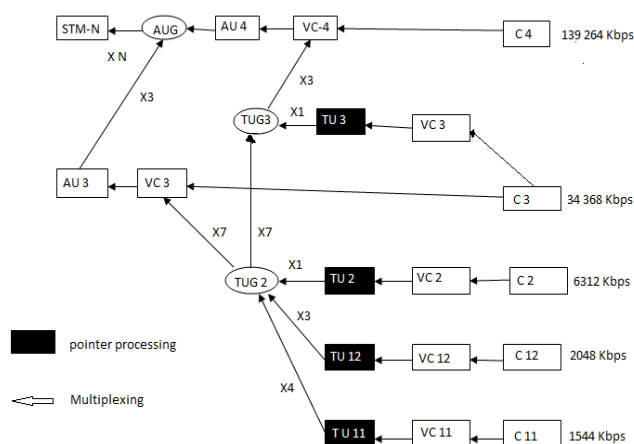 STM-N AUG AU 4 VC-4 C 4 139 264 Kbps
X N
X3 X3
TUG3 X1 TU 3 VC 3
AU 3 VC 3 C 3 34 368 Kbps
X7 X7
TUG 2 X1 TU 2 VC 2 C 2 6312 Kbps
X3
pointer processing TU 12 VC 12 C 12 2048 Kbps
X4
Multiplexing
T U 11 VC 11 C 11 1544 Kbps